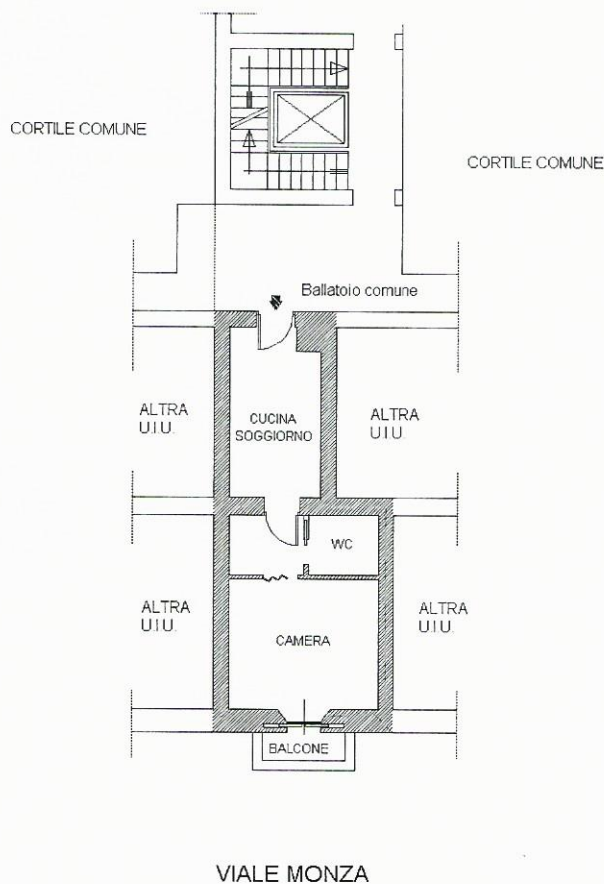 CORTILE COMUNE
CORTILE COMUNE
Ballatoio comune
ALTRA
U.I.U.
CUCINA
SOGGIORNO
ALTRA
U.I.U.
WC
ALTRA
U.I.U.
CAMERA
ALTRA
U.I.U.
BALCONE
VIALE MONZA